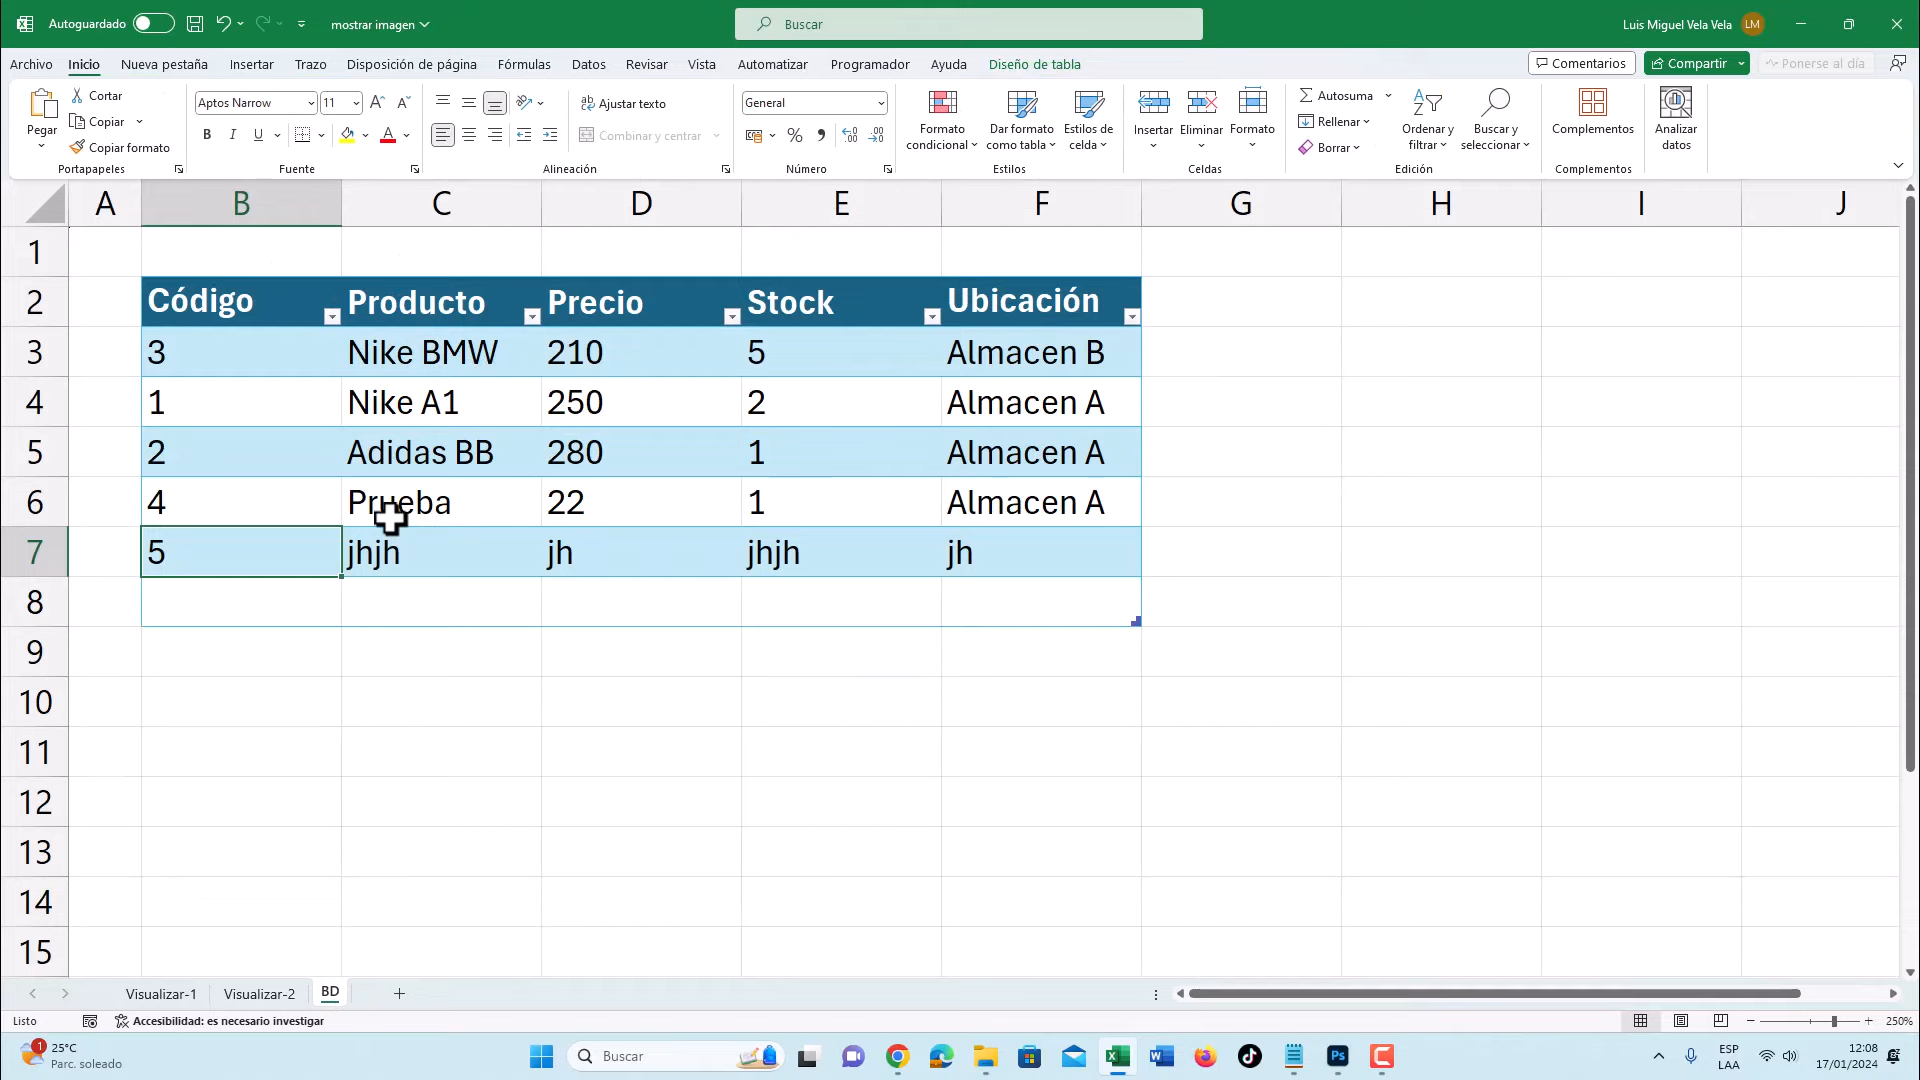 Autoguardado
mostrar imagen
Buscar
Luis Miguel Vela Vela
LM
Archivo
Inicio
Nueva pestaña
Insertar
Trazo
Disposición de página
Fórmulas
Datos
Revisar
Vista
Automatizar
Programador
Ayuda
Diseño de tabla
Comentarios
Compartir
Ponerse al día
Pegar
Cortar
Copiar
Copiar formato
Portapapeles
Aptos Narrow
11
Fuente
Ajustar texto
Combinar y centrar
Alineación
General
Número
Formato condicional
Dar formato como tabla
Estilos de celda
Estilos
Insertar
Eliminar
Formato
Celdas
Autosuma
Rellenar
Borrar
Ordenar y filtrar
Buscar y seleccionar
Edición
Complementos
Complementos
Analizar datos
A B C D E F G H I J
1
2 Código Producto Precio Stock Ubicación
3 3 Nike BMW 210 5 Almacen B
4 1 Nike A1 250 2 Almacen A
5 2 Adidas BB 280 1 Almacen A
6 4 Prueba 22 1 Almacen A
7 5 jhjh jh jhjh jh
8
9
10
11
12
13
14
15
Visualizar-1
Visualizar-2
BD
Listo
Accesibilidad: es necesario investigar
250%
1
25°C
Parc. soleado
Buscar
ESP
LAA
12:08
17/01/2024